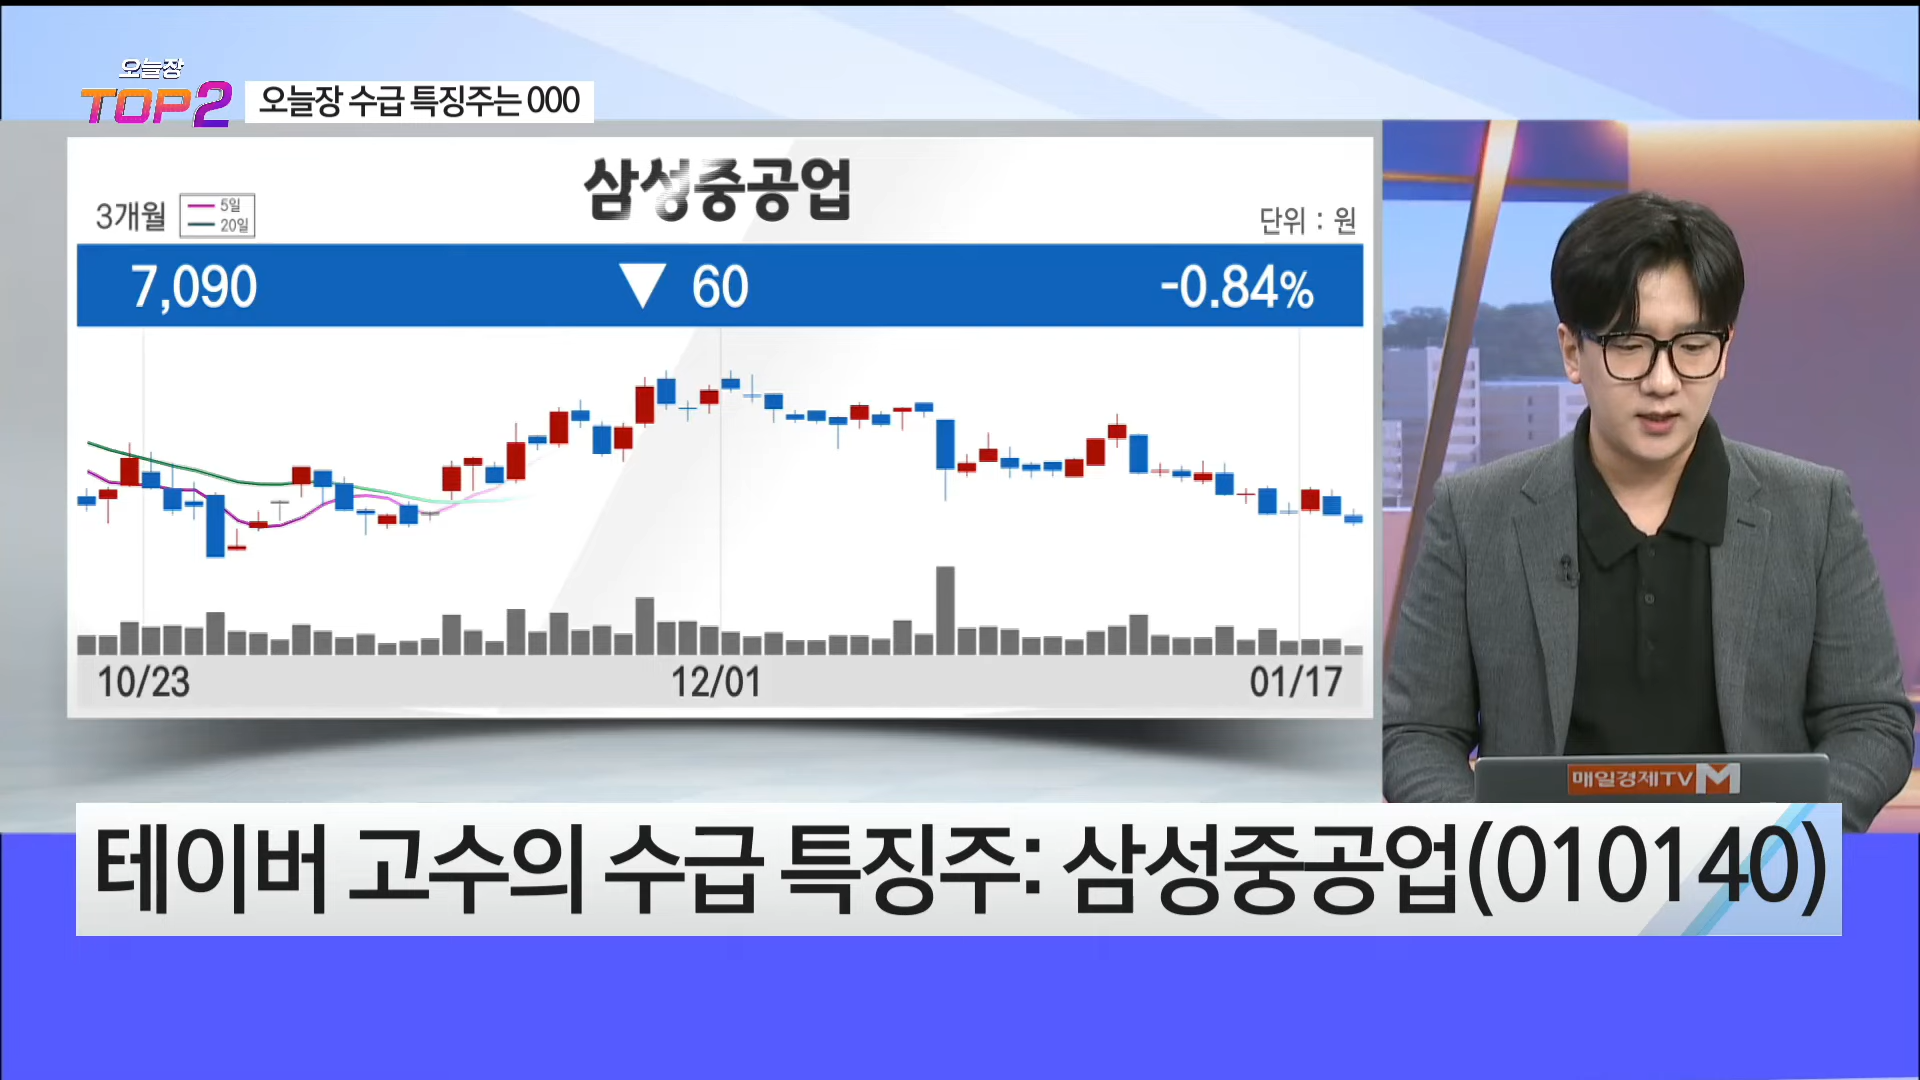 오늘장
TOP2
오늘장 수급 특징주는 OOO
삼성중공업
3개월
5일
20일
단위 : 원
7,090 ▼ 60 -0.84%
10/23 12/01 01/17
매일경제TV M
테이버 고수의 수급 특징주: 삼성중공업(010140)